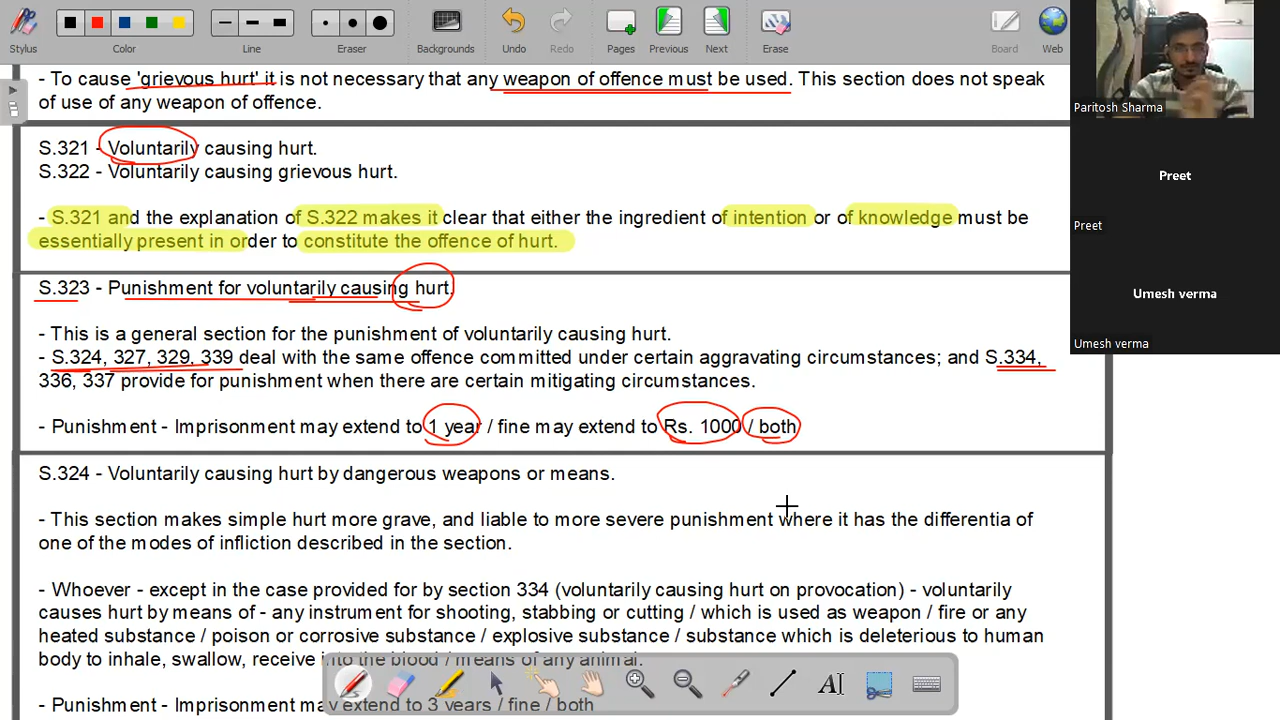 Stylus
Color
Line
Eraser
Backgrounds
Undo
Redo
Pages
Previous
Next
Erase
Board
Web
- To cause 'grievous hurt' it is not necessary that any weapon of offence must be used. This section does not speak
of use of any weapon of offence.
S.321 - Voluntarily causing hurt.
S.322 - Voluntarily causing grievous hurt.
- S.321 and the explanation of S.322 makes it clear that either the ingredient of intention or of knowledge must be
essentially present in order to constitute the offence of hurt.
S.323 - Punishment for voluntarily causing hurt.
- This is a general section for the punishment of voluntarily causing hurt.
- S.324, 327, 329, 339 deal with the same offence committed under certain aggravating circumstances; and S.334,
336, 337 provide for punishment when there are certain mitigating circumstances.
- Punishment - Imprisonment may extend to 1 year / fine may extend to Rs. 1000 / both
S.324 - Voluntarily causing hurt by dangerous weapons or means.
- This section makes simple hurt more grave, and liable to more severe punishment where it has the differentia of
one of the modes of infliction described in the section.
- Whoever - except in the case provided for by section 334 (voluntarily causing hurt on provocation) - voluntarily
causes hurt by means of - any instrument for shooting, stabbing or cutting / which is used as weapon / fire or any
heated substance / poison or corrosive substance / explosive substance / substance which is deleterious to human
body to inhale, swallow, receive into the blood / means of any animal.
- Punishment - Imprisonment may extend to 3 years / fine / both
Paritosh Sharma
Preet
Preet
Umesh verma
Umesh verma